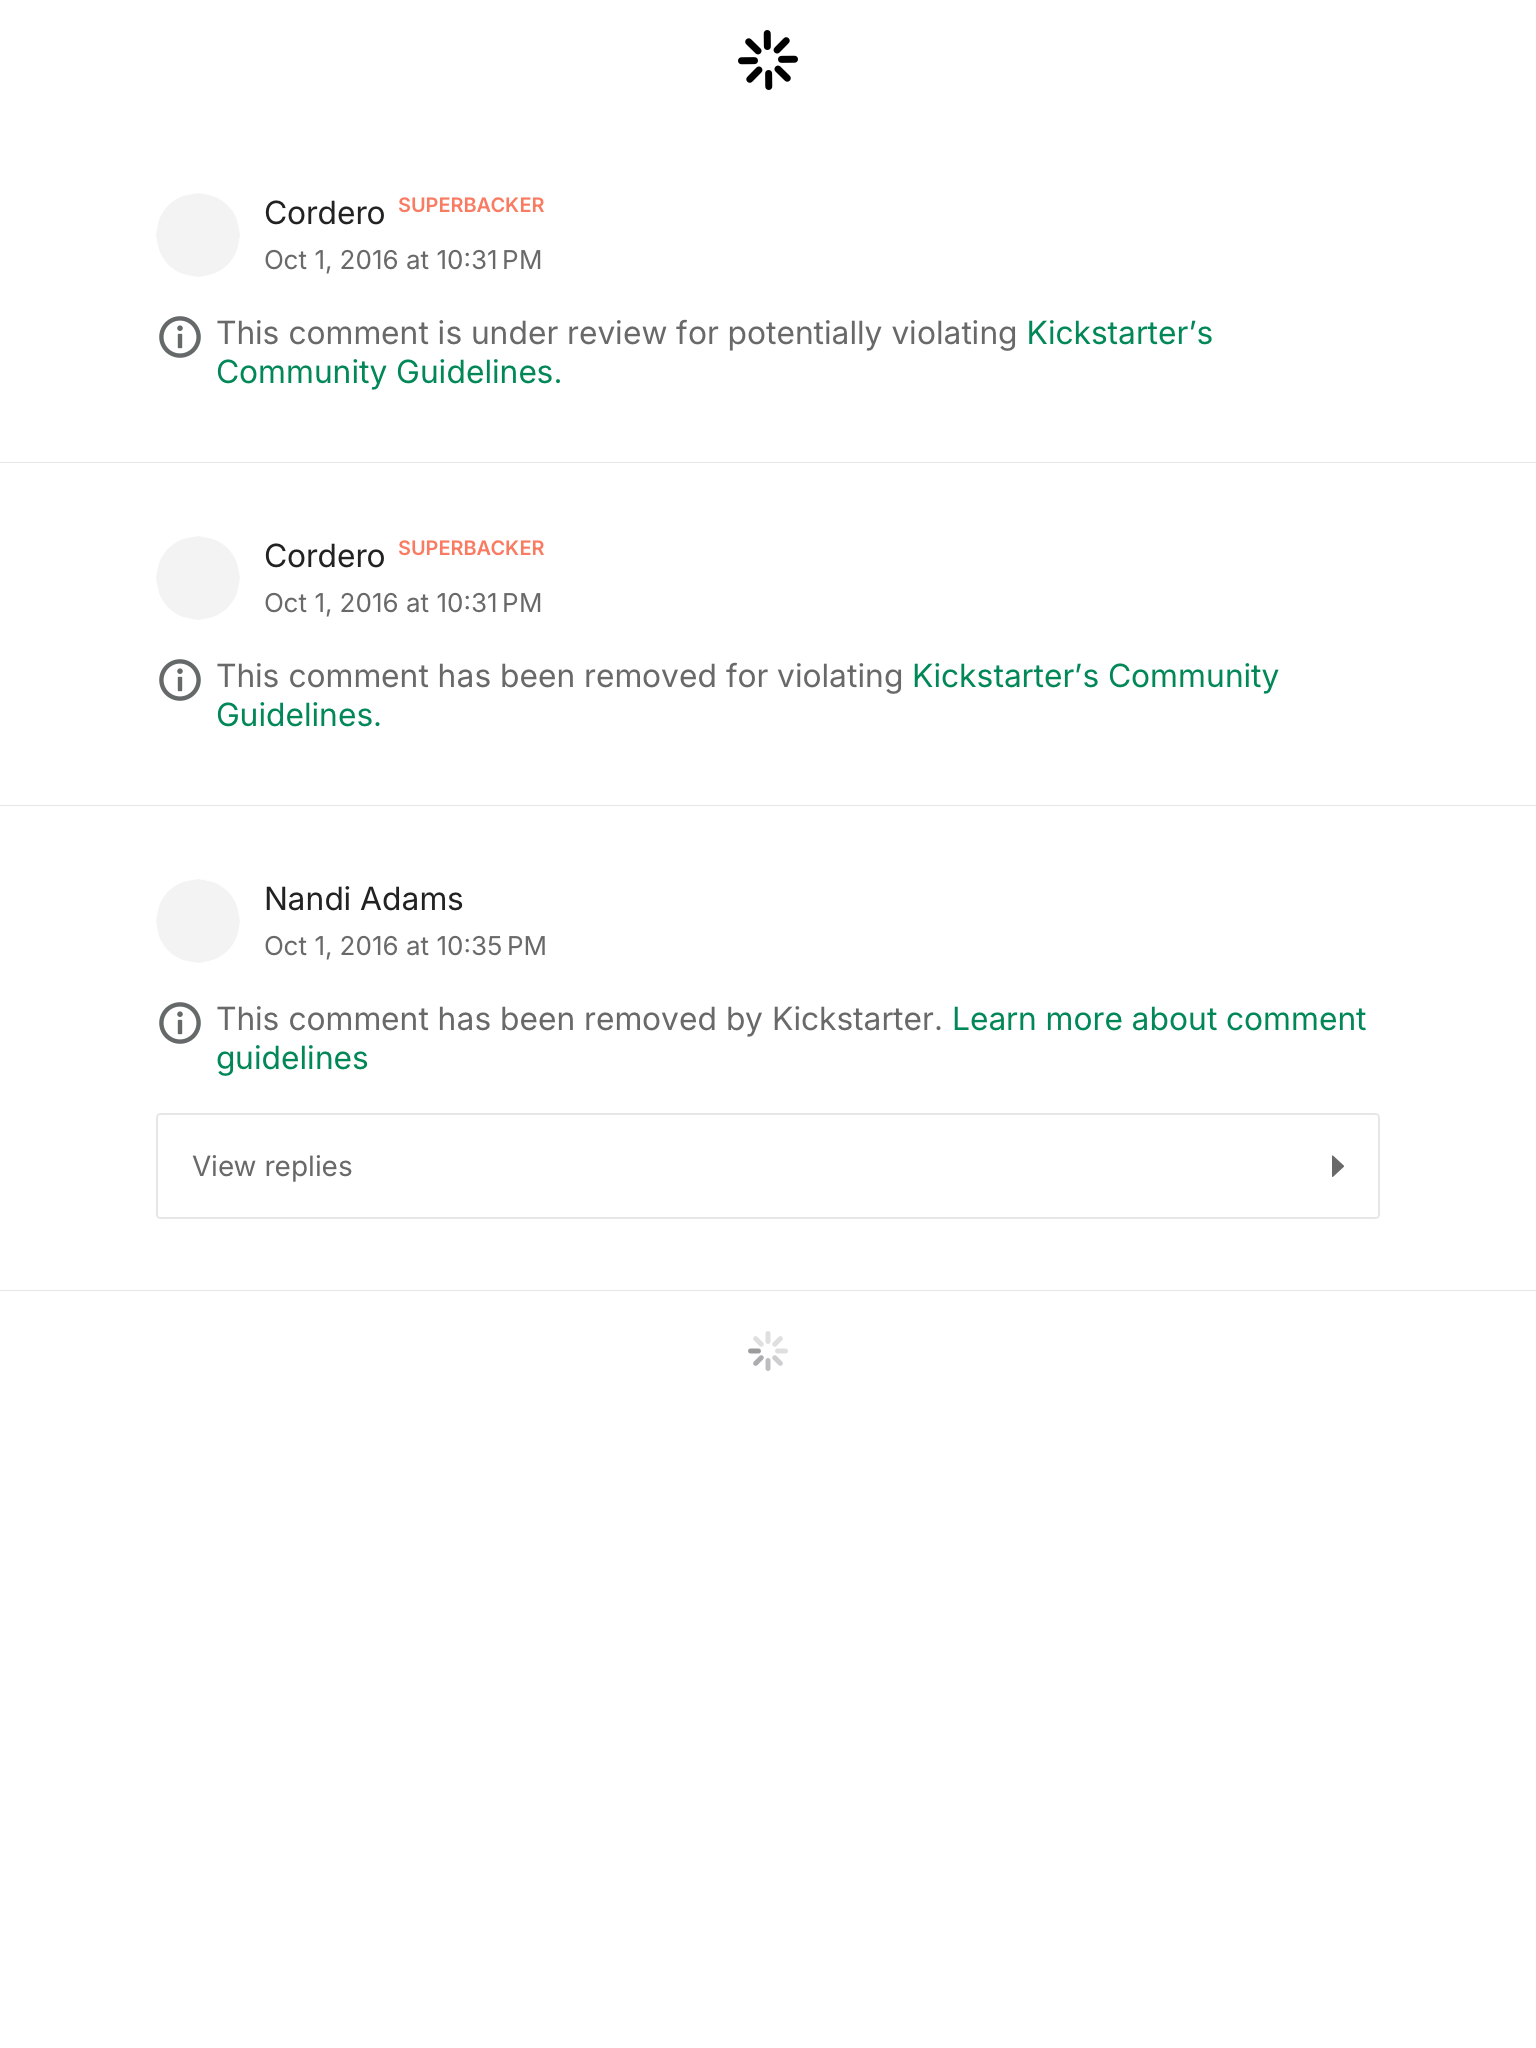 Cordero SUPERBACKER
Oct 1, 2016 at 10:31 PM
This comment is under review for potentially violating Kickstarter’s
Community Guidelines.
Cordero SUPERBACKER
Oct 1, 2016 at 10:31 PM
This comment has been removed for violating Kickstarter’s Community
Guidelines.
Nandi Adams
Oct 1, 2016 at 10:35 PM
This comment has been removed by Kickstarter. Learn more about comment
guidelines
View replies